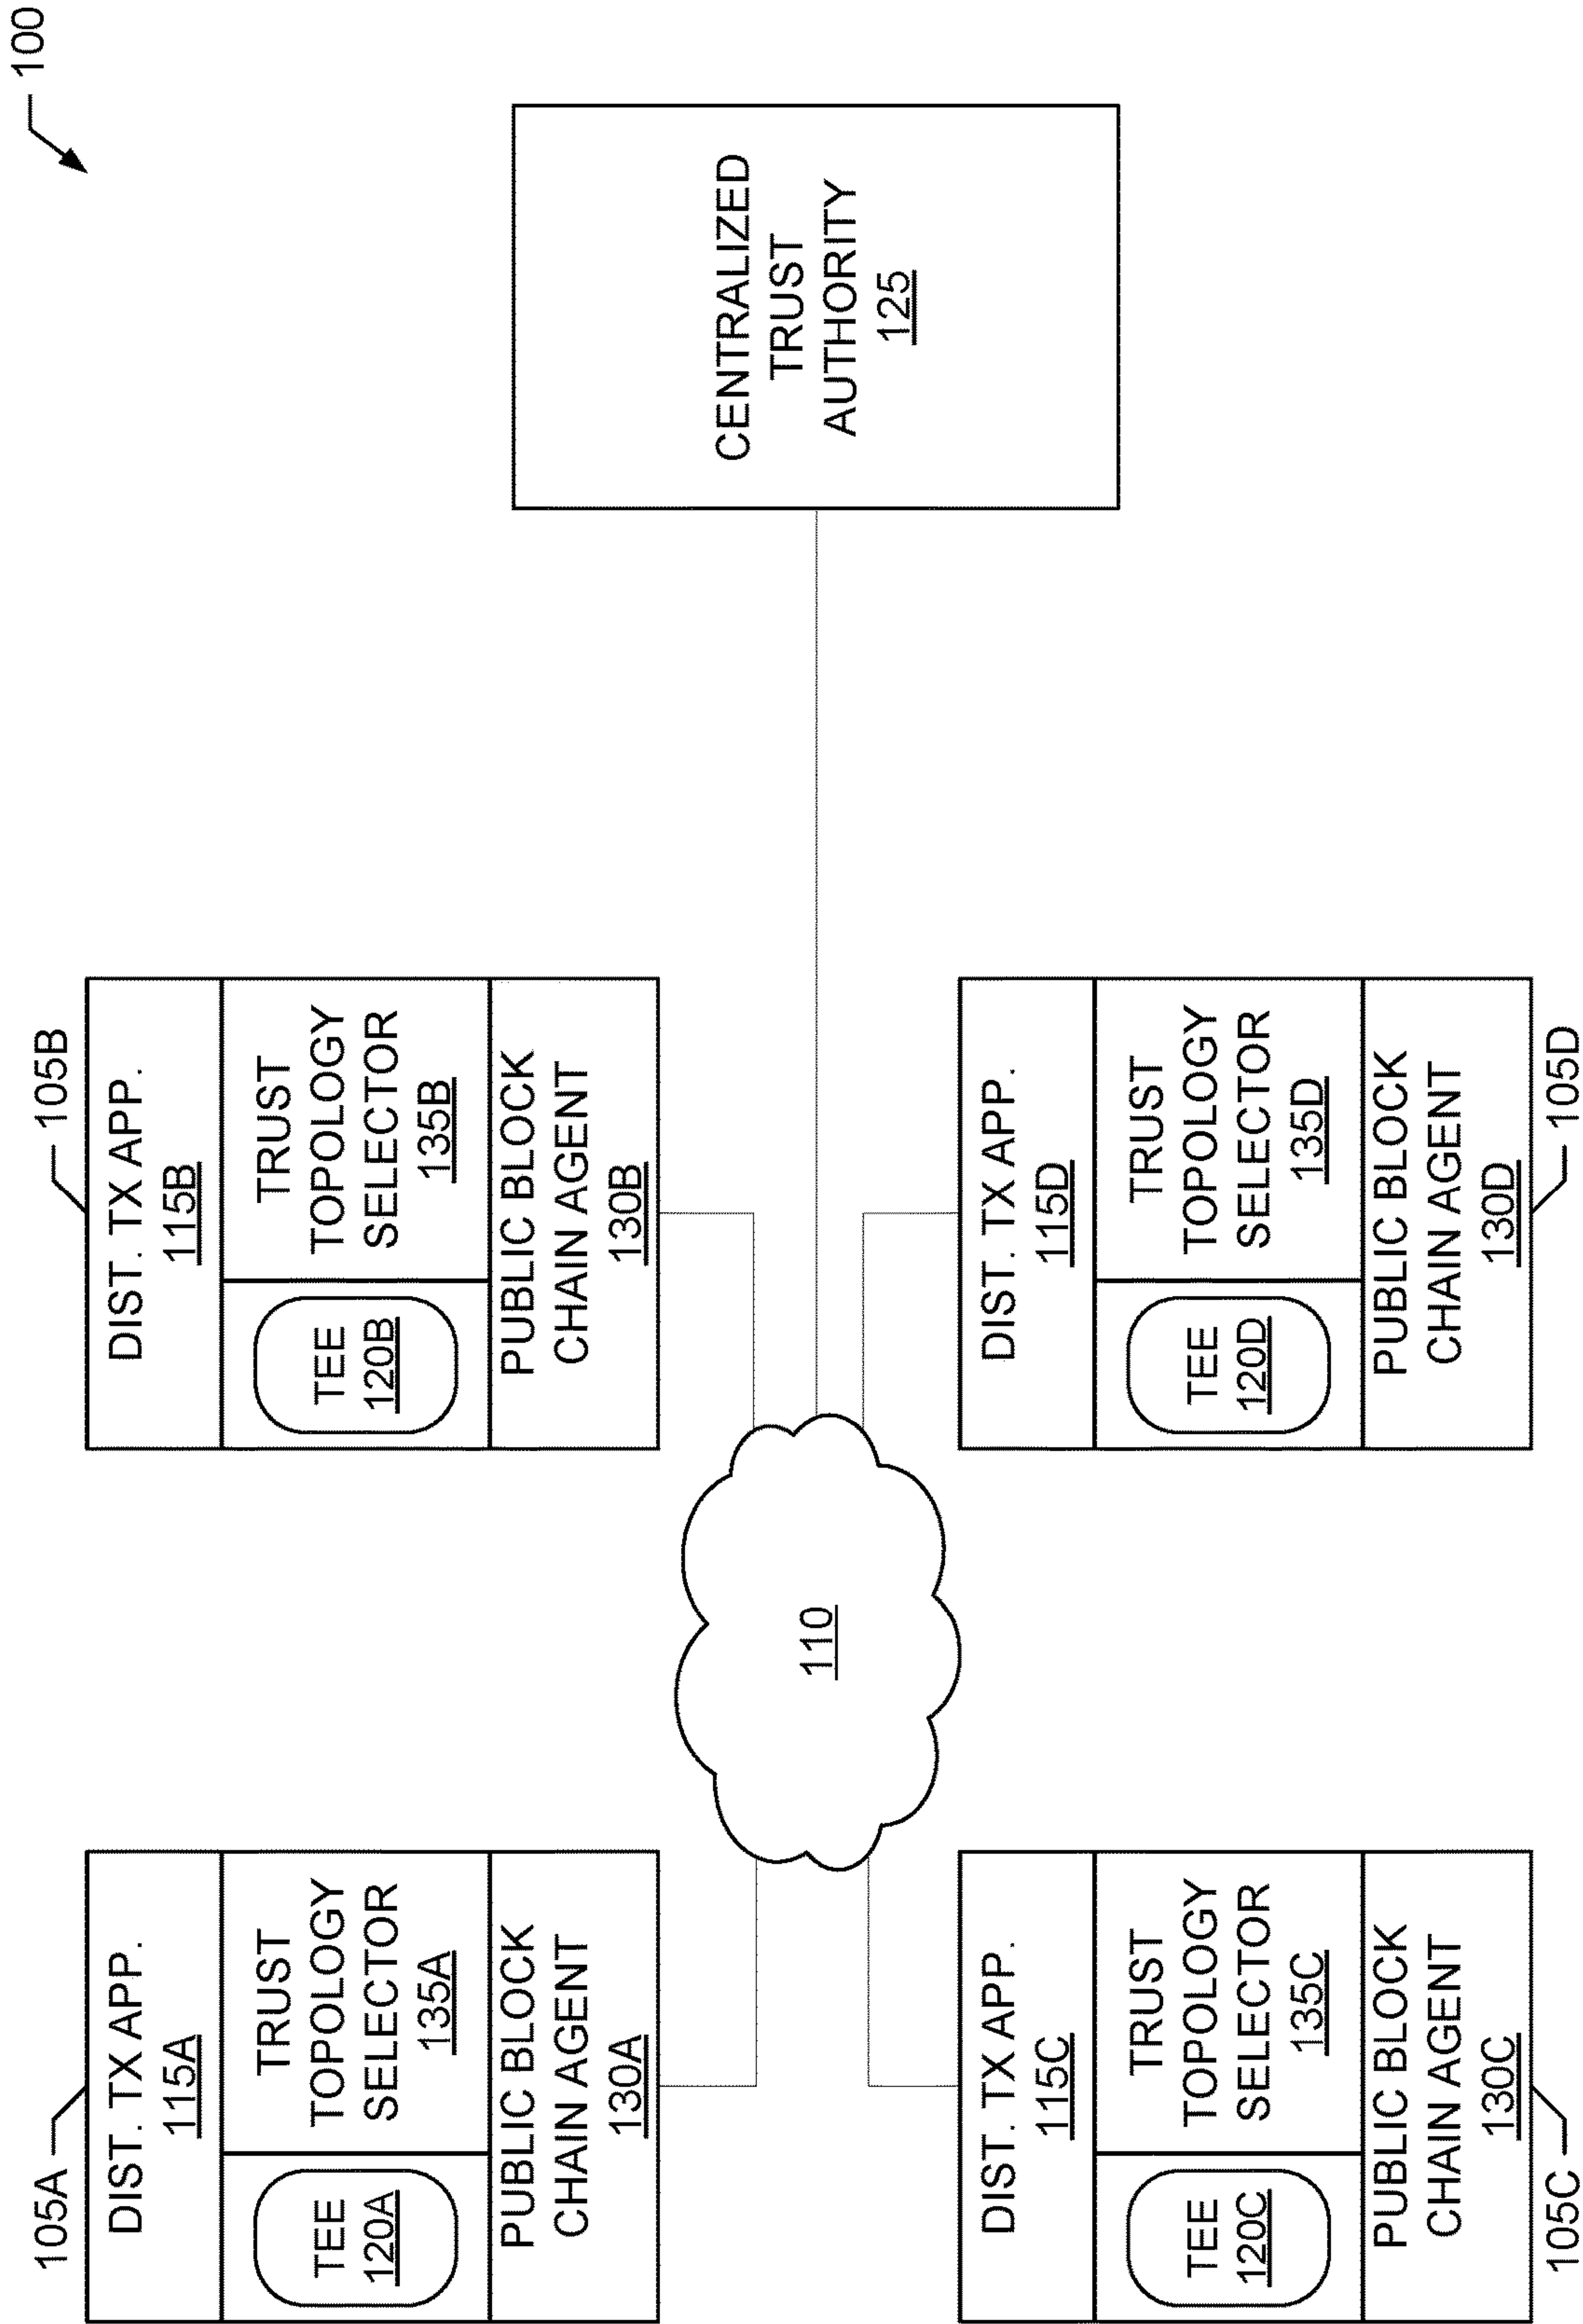 100
105A
DIST. TX APP.
115A
TEE
120A
TRUST
TOPOLOGY
SELECTOR
135A
PUBLIC BLOCK
CHAIN AGENT
130A
105B
DIST. TX APP.
115B
TEE
120B
TRUST
TOPOLOGY
SELECTOR
135B
PUBLIC BLOCK
CHAIN AGENT
130B
110
CENTRALIZED
TRUST
AUTHORITY
125
DIST. TX APP.
115C
TEE
120C
TRUST
TOPOLOGY
SELECTOR
135C
PUBLIC BLOCK
CHAIN AGENT
130C
105C
DIST. TX APP.
115D
TEE
120D
TRUST
TOPOLOGY
SELECTOR
135D
PUBLIC BLOCK
CHAIN AGENT
130D
105D